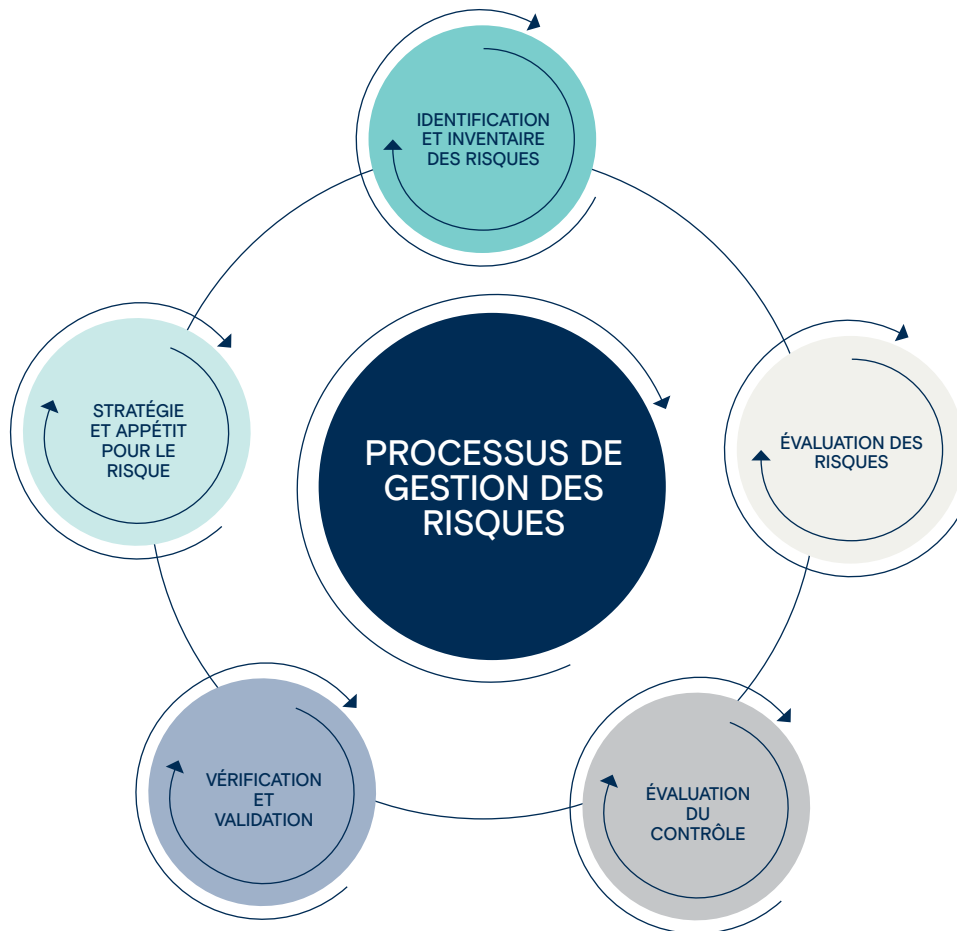 IDENTIFICATION
ET INVENTAIRE
DES RISQUES
STRATÉGIE
ET APPÉTIT
POUR LE
RISQUE
PROCESSUS DE
GESTION DES
RISQUES
ÉVALUATION DES
RISQUES
VÉRIFICATION
ET
VALIDATION
ÉVALUATION
DU
CONTRÔLE